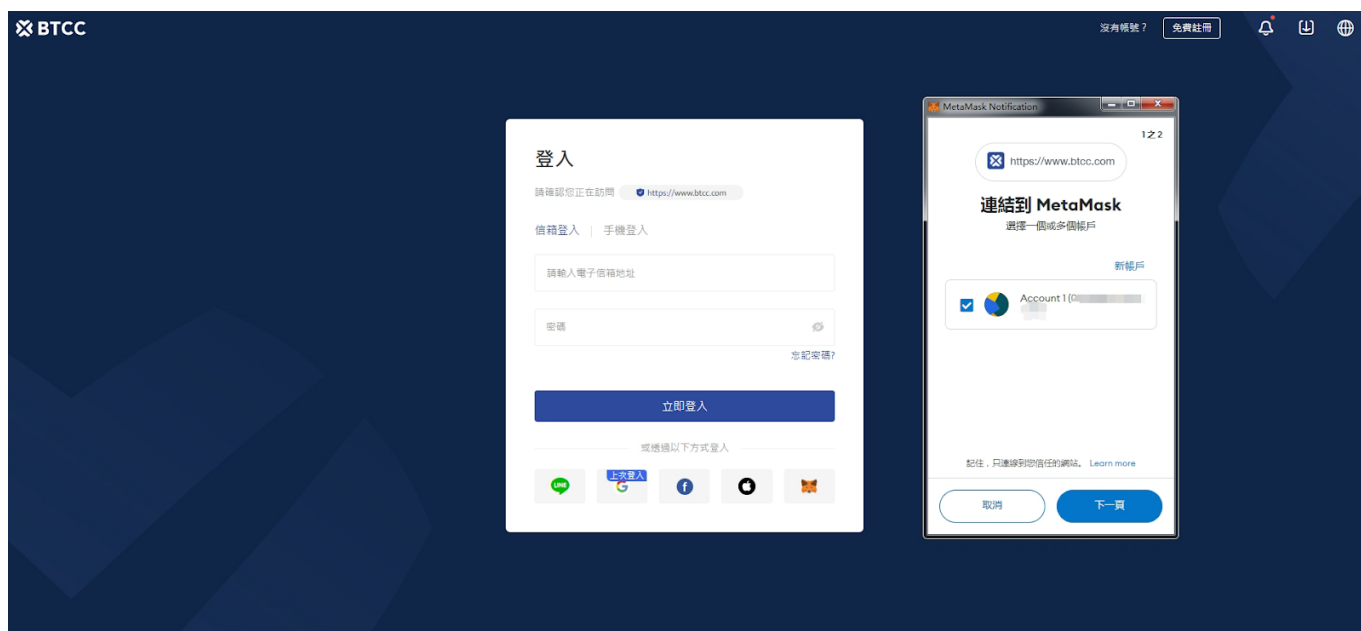 BTCC
沒有帳號？ 免費註冊
登入
請確認您正在訪問 https://www.btcc.com
信箱登入 | 手機登入
請輸入電子信箱地址
密碼
忘記密碼?
立即登入
或透過以下方式登入
LINE
上次登入
MetaMask Notification
1之2
https://www.btcc.com
連結到 MetaMask
選擇一個或多個帳戶
新帳戶
Account 1 (0
記住，只連線到您信任的網站。 Learn more
取消 下一頁